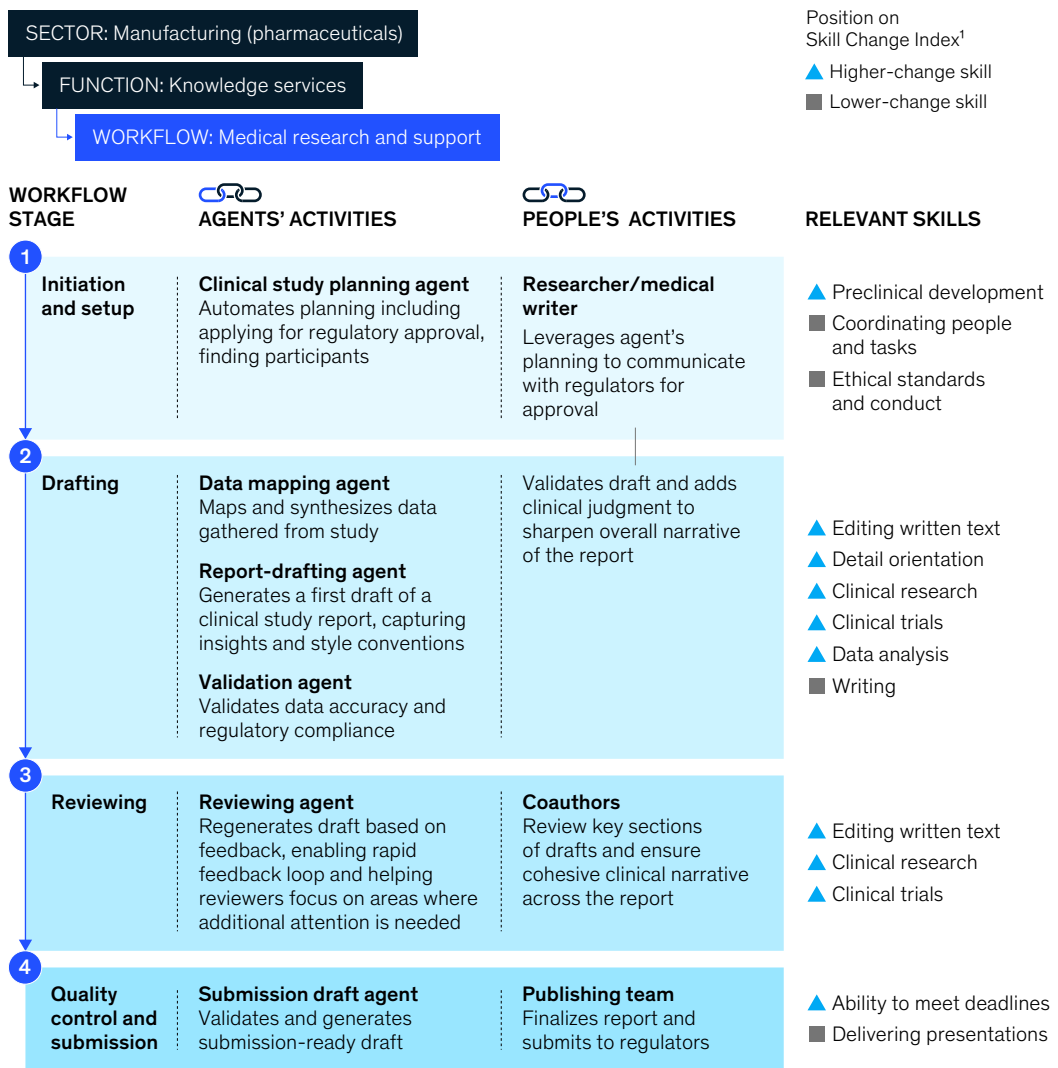 SECTOR: Manufacturing (pharmaceuticals)
FUNCTION: Knowledge services
WORKFLOW: Medical research and support
Position on
Skill Change Index¹
Higher-change skill
Lower-change skill
WORKFLOW
STAGE
AGENTS’ ACTIVITIES
PEOPLE’S ACTIVITIES
RELEVANT SKILLS
1
Initiation
and setup
Clinical study planning agent
Automates planning including
applying for regulatory approval,
finding participants
Researcher/medical
writer
Leverages agent’s
planning to communicate
with regulators for
approval
Preclinical development
Coordinating people
and tasks
Ethical standards
and conduct
2
Drafting
Data mapping agent
Maps and synthesizes data
gathered from study
Report-drafting agent
Generates a first draft of a
clinical study report, capturing
insights and style conventions
Validation agent
Validates data accuracy and
regulatory compliance
Validates draft and adds
clinical judgment to
sharpen overall narrative
of the report
Editing written text
Detail orientation
Clinical research
Clinical trials
Data analysis
Writing
3
Reviewing
Reviewing agent
Regenerates draft based on
feedback, enabling rapid
feedback loop and helping
reviewers focus on areas where
additional attention is needed
Coauthors
Review key sections
of drafts and ensure
cohesive clinical narrative
across the report
Editing written text
Clinical research
Clinical trials
4
Quality
control and
submission
Submission draft agent
Validates and generates
submission-ready draft
Publishing team
Finalizes report and
submits to regulators
Ability to meet deadlines
Delivering presentations